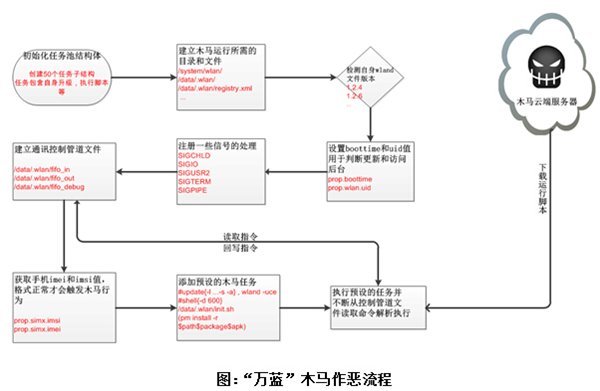 初始化任务池结构体
创建50个任务子结构
任务包含自身升级，执行脚本
等
建立木马运行所需的
目录和文件
/system/wlan/
/data/.wlan/
/data/.wlan/registry.xml
...
检测自身wland
文件版本
1.2.4
1.2.6
..
木马云端服务器
设置boottime和uid值
用于判断更新和访问
后台
prop.boottime
prop.wlan.uid
注册一些信号的处理
SIGCHLD
SIGIO
SIGUSR2
SIGTERM
SIGPIPE
建立通讯控制管道文件
/data/.wlan/fifo_in
/data/.wlan/fifo_out
/data/.wlan/fifo_debug
下载运行脚本
读取指令
回写指令
获取手机imei和imsi值，
格式正常才会触发木马行
为
prop.simx.imsi
prop.simx.imei
添加预设的木马任务
#update{-l ...-s -a} , wland -uce
#shell{-d 600}
/data/.wlan/init.sh
(pm install -r
$path$package$apk)
执行预设的任务并
不断从控制管道文
件读取命令解析执行
图：“万蓝”木马作恶流程